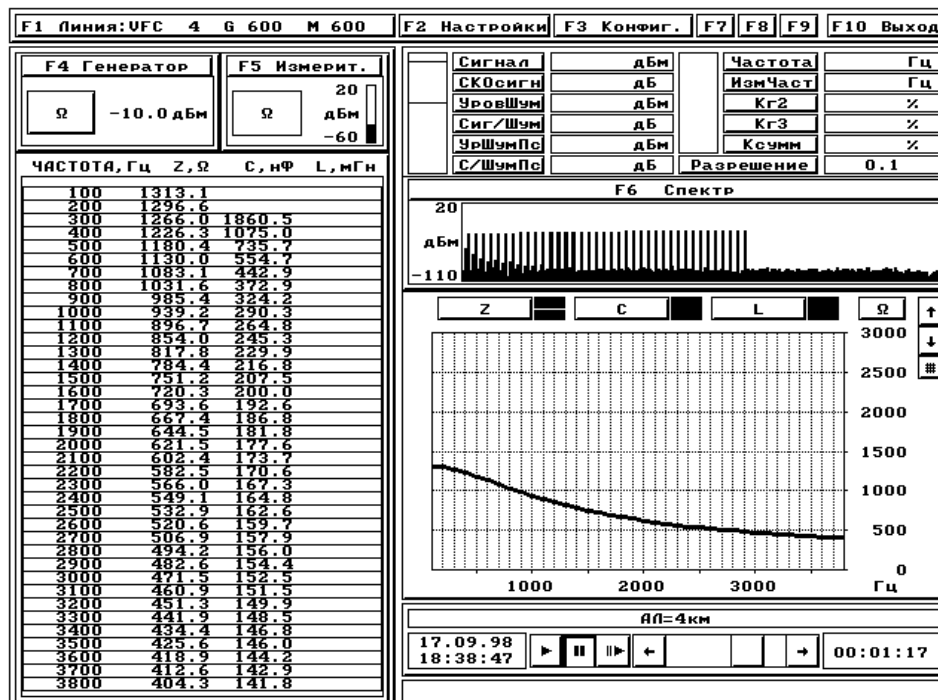 F1 Линия:VFC 4 G 600 M 600 F2 Настройки F3 Конфиг. F7 F8 F9 F10 Выход
F4 Генератор F5 Измерит.
Ω -10.0 дБм Ω 20 дБм -60
Сигнал дБм Частота Гц
СКОсигн дБ ИзмЧаст Гц
УровШум дБм Кг2 %
Сиг/Шум дБ Кг3 %
УрШумПс дБм Ксумм %
С/ШумПс дБ Разрешение 0.1
ЧАСТОТА,Гц Z,Ω C,нФ L,мГн
100 1313.1
200 1296.6
300 1266.0 1860.5
400 1226.3 1075.0
500 1180.4 735.7
600 1130.0 554.7
700 1083.1 442.9
800 1031.6 372.9
900 985.4 324.2
1000 939.2 290.3
1100 896.7 264.8
1200 854.0 245.3
1300 817.8 229.9
1400 784.4 216.8
1500 751.2 207.5
1600 720.3 200.0
1700 693.6 192.6
1800 667.4 186.8
1900 644.5 181.8
2000 621.5 177.6
2100 602.4 173.7
2200 582.5 170.6
2300 566.0 167.3
2400 549.1 164.8
2500 532.9 162.6
2600 520.6 159.7
2700 506.9 157.9
2800 494.2 156.0
2900 482.6 154.4
3000 471.5 152.5
3100 460.9 151.5
3200 451.3 149.9
3300 441.9 148.5
3400 434.4 146.8
3500 425.6 146.0
3600 418.9 144.2
3700 412.6 142.9
3800 404.3 141.8
F6 Спектр
20
дБм
-110
Z C L Ω
3000
2500
2000
1500
1000
500
0
1000 2000 3000 Гц
АЛ=4км
17.09.98
18:38:47
00:01:17